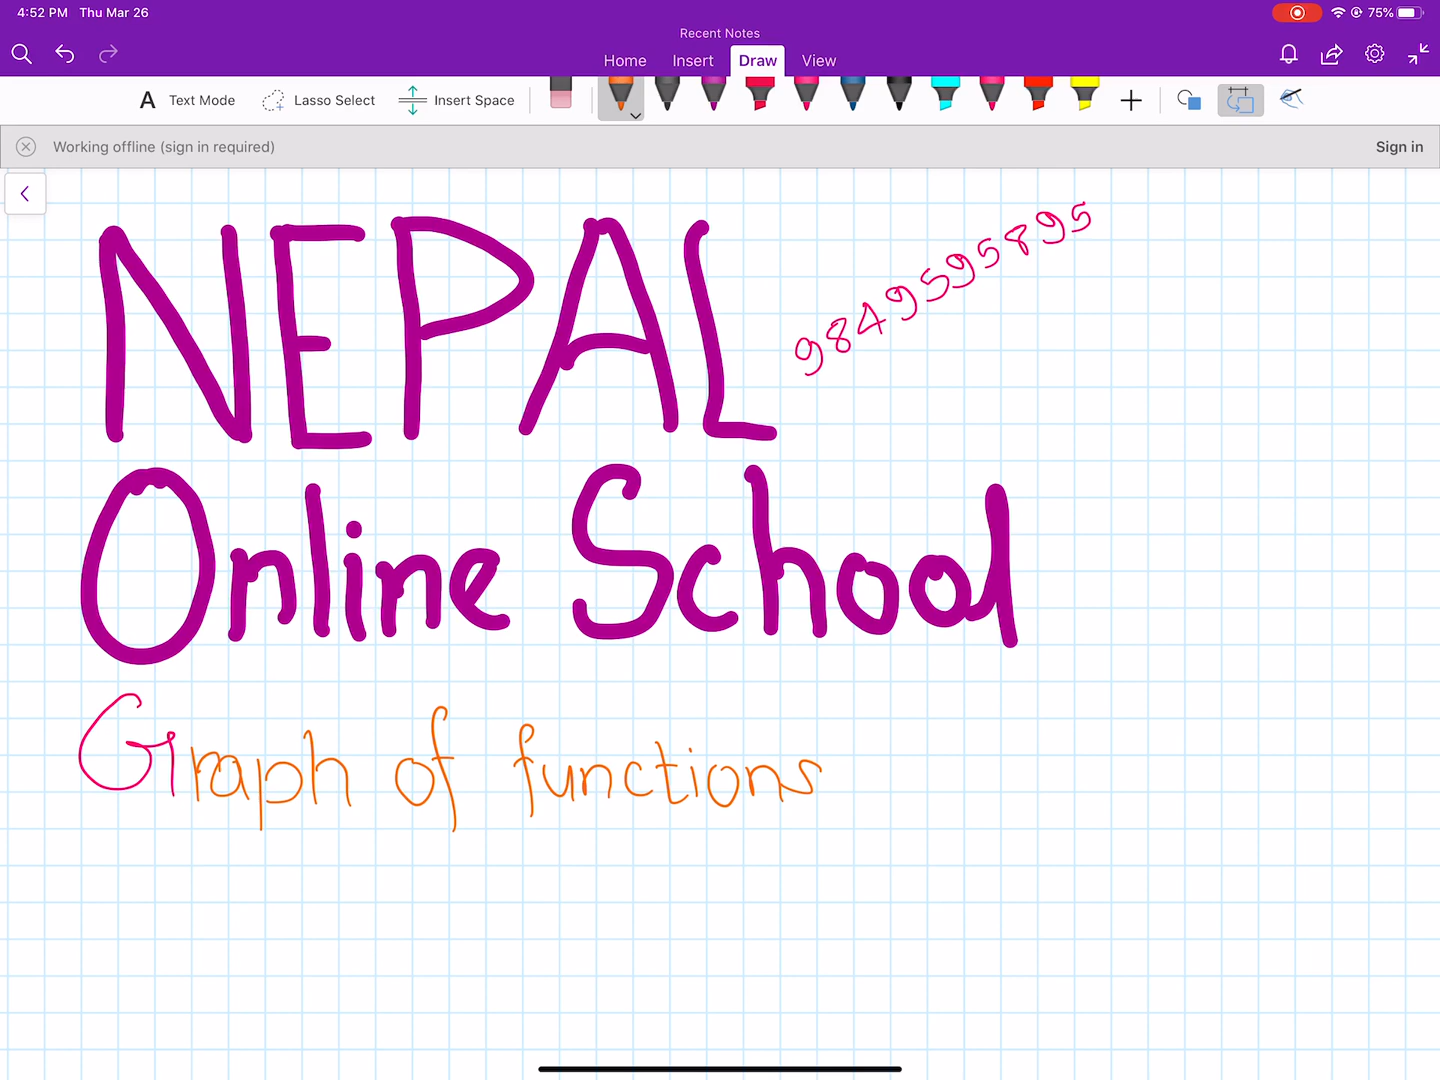 4:52 PM Thu Mar 26
75%
Recent Notes
Home Insert Draw View
A Text Mode Lasso Select Insert Space
Working offline (sign in required) Sign in
NEPAL
9849595895
Online School
Graph of functions